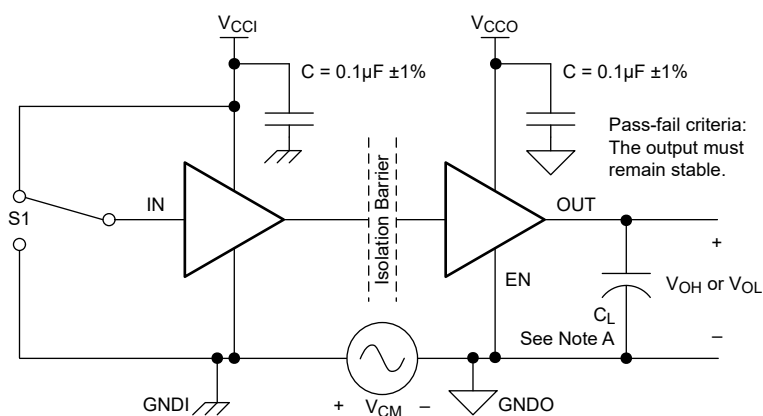 VCCI
VCCO
C = 0.1µF ±1%
C = 0.1µF ±1%
Pass-fail criteria:
The output must
remain stable.
S1
IN
Isolation Barrier
OUT
EN
+
VOH or VOL
–
CL
See Note A
GNDI
+
VCM
–
GNDO